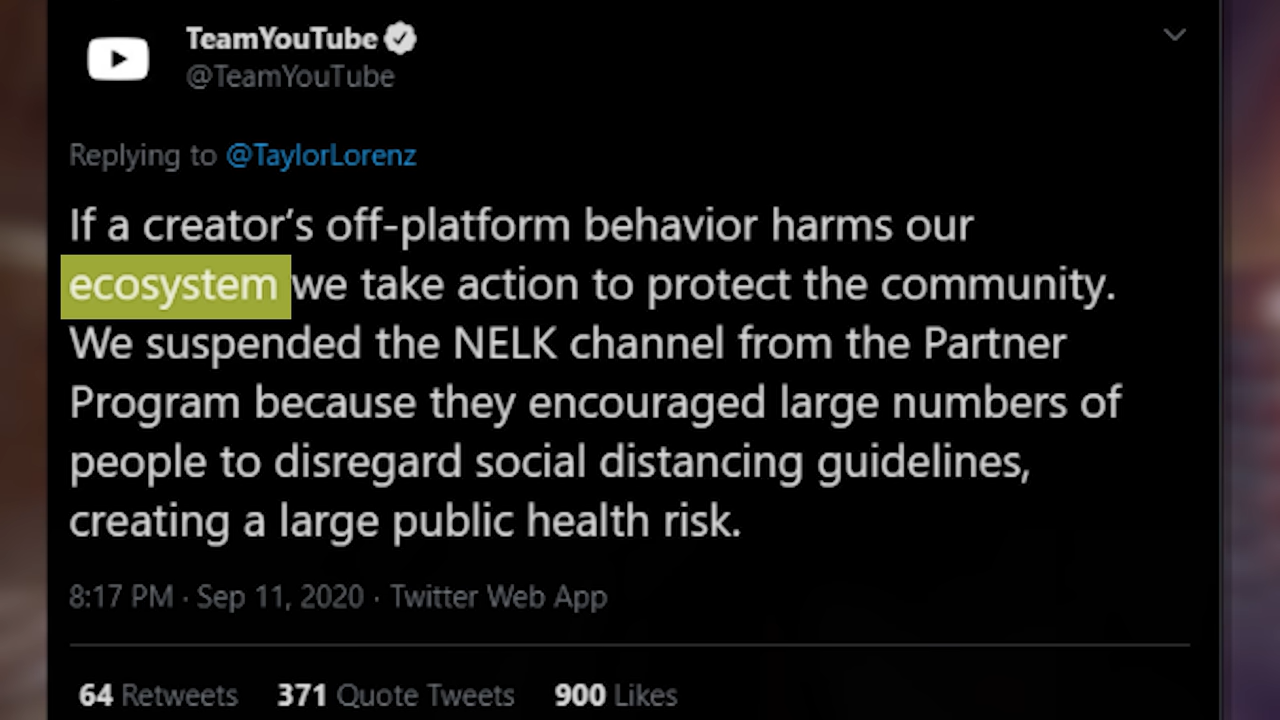 TeamYouTube
@TeamYouTube
Replying to @TaylorLorenz
If a creator’s off-platform behavior harms our
ecosystem we take action to protect the community.
We suspended the NELK channel from the Partner
Program because they encouraged large numbers of
people to disregard social distancing guidelines,
creating a large public health risk.
8:17 PM · Sep 11, 2020 · Twitter Web App
64 Retweets 371 Quote Tweets 900 Likes